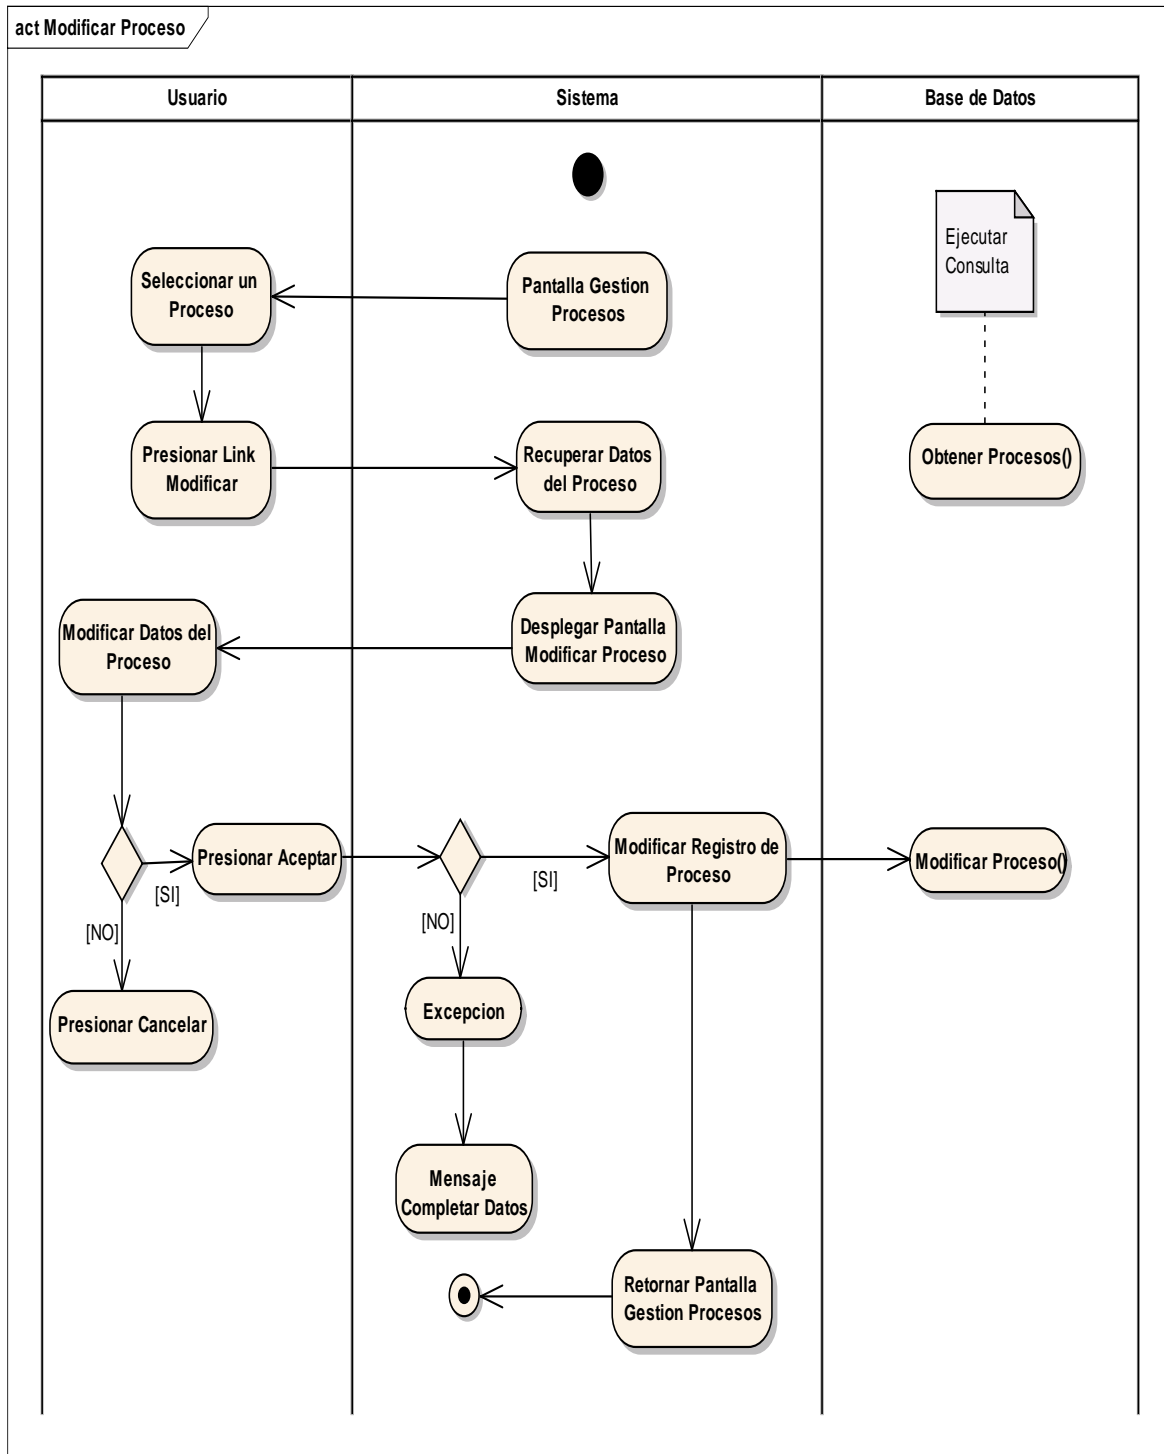 act Modificar Proceso
Usuario
Sistema
Base de Datos
Ejecutar
Consulta
Seleccionar un
Proceso
Pantalla Gestion
Procesos
Presionar Link
Modificar
Recuperar Datos
del Proceso
Obtener Procesos()
Modificar Datos del
Proceso
Desplegar Pantalla
Modificar Proceso
Presionar Aceptar
[SI]
[NO]
Modificar Registro de
Proceso
[SI]
[NO]
Modificar Proceso()
Presionar Cancelar
Excepcion
Mensaje
Completar Datos
Retornar Pantalla
Gestion Procesos